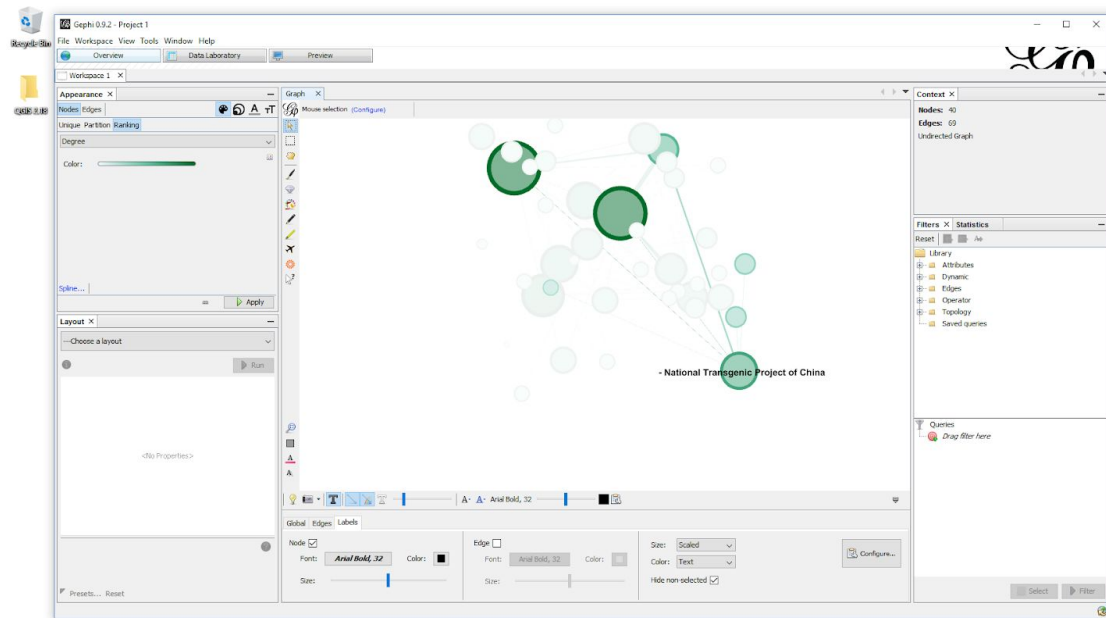 Recycle Bin
Gephi 0.9.2 - Project 1
File Workspace View Tools Window Help
Overview
Data Laboratory
Preview
Workspace 1
Appearance
Nodes Edges
Unique Partition Ranking
Degree
Color:
Spline...
Apply
Layout
---Choose a layout
Run
<No Properties>
Presets... Reset
Graph
Mouse selection (Configure)
- National Transgenic Project of China
A- A- Arial Bold, 32
Global Edges Labels
Node
Font: Arial Bold, 32 Color:
Size:
Edge
Font: Arial Bold, 32 Color:
Size:
Size: Scaled
Color: Text
Hide non-selected
Configure...
Context
Nodes: 40
Edges: 69
Undirected Graph
Filters Statistics
Reset
Library
Attributes
Dynamic
Edges
Operator
Topology
Saved queries
Queries
Drag filter here
Select
Filter